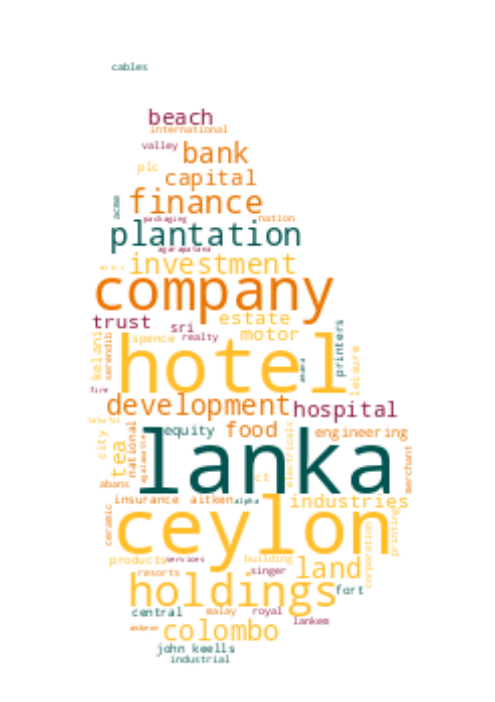 cables
beach
international
valley
bank
plc
capital
acme
finance
packaging
nation
plantation
agarapatana
investment
company
trust
sri
estate
printers
kelani
serendib
spence
realty
motor
hotel
leisure
fire
development
hospital
equity
food
engineering
city
tea
national
lanka
electricals
merchant
abans
insurance
aitken
alpha
industries
ceramic
ceylon
printing
corporation
products
services
building
resorts
singer
land
holdings
fort
central
malay
royal
lankem
colombo
john keells
industrial